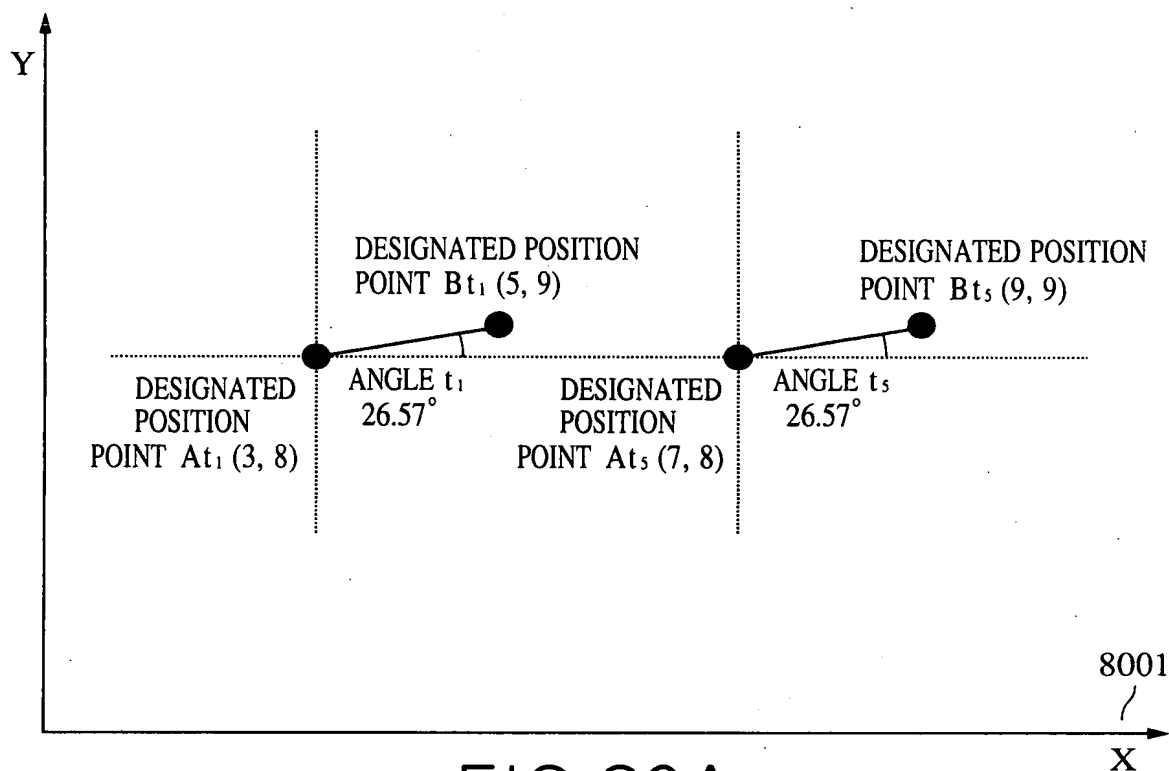 Y
DESIGNATED POSITION
POINT Bt₁ (5, 9)
DESIGNATED POSITION
POINT Bt₅ (9, 9)
DESIGNATED
POSITION
POINT At₁ (3, 8)
ANGLE t₁
26.57°
DESIGNATED
POSITION
POINT At₅ (7, 8)
ANGLE t₅
26.57°
8001
X